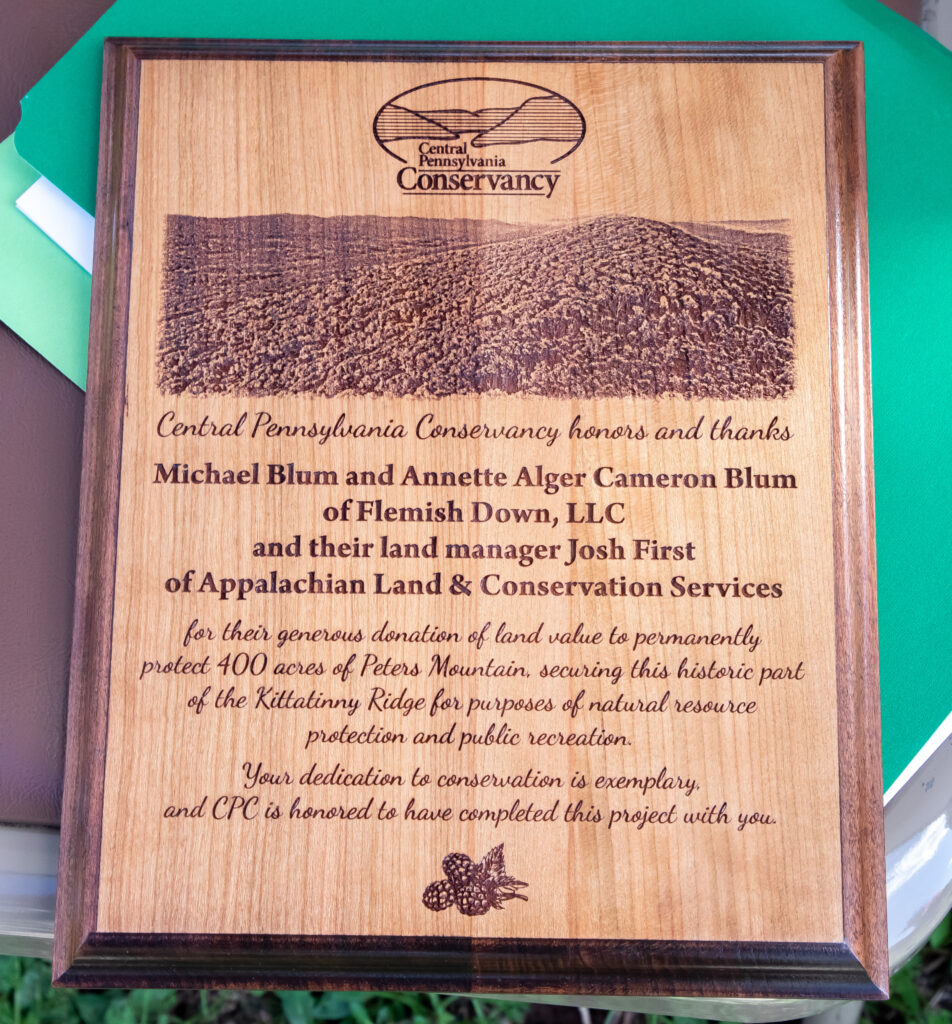 Central
Pennsylvania
Conservancy
Central Pennsylvania Conservancy honors and thanks
Michael Blum and Annette Alger Cameron Blum
of Flemish Down, LLC
and their land manager Josh First
of Appalachian Land & Conservation Services
for their generous donation of land value to permanently
protect 400 acres of Peters Mountain, securing this historic part
of the Kittatinny Ridge for purposes of natural resource
protection and public recreation.
Your dedication to conservation is exemplary,
and CPC is honored to have completed this project with you.